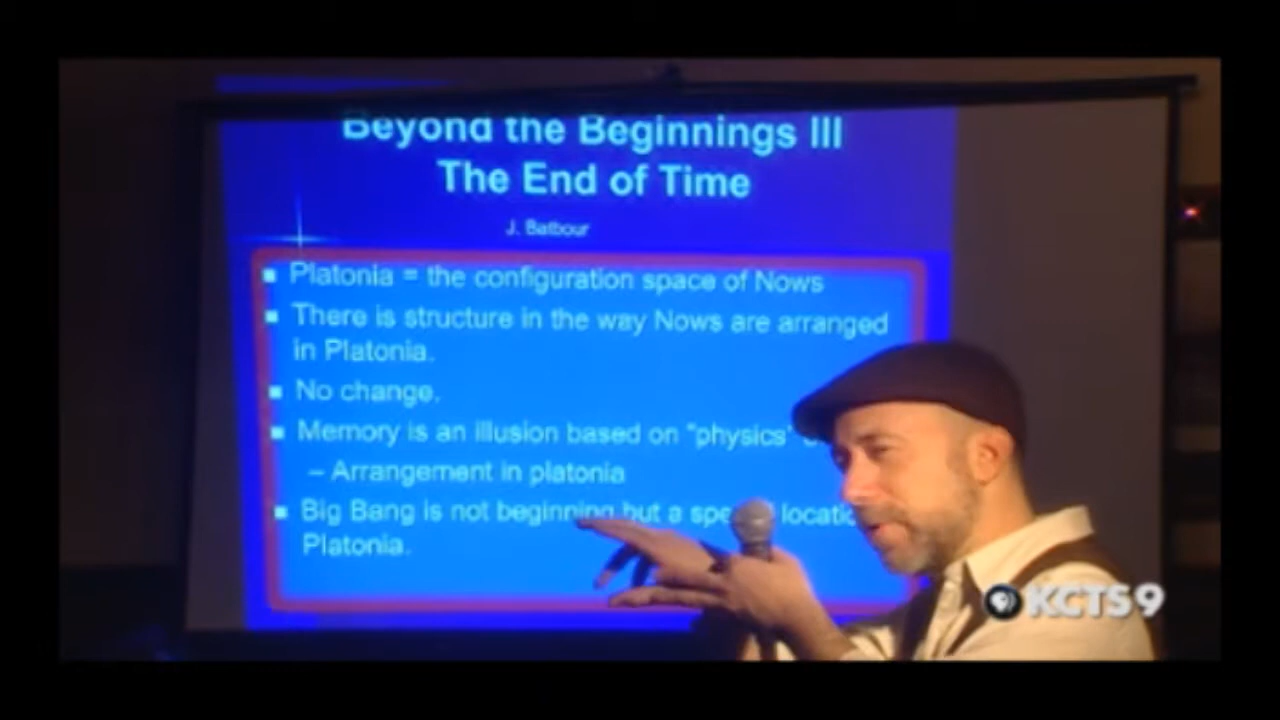 Beyond the Beginnings III
The End of Time
J. Batbour
Platonia = the configuration space of Nows
There is structure in the way Nows are arranged
in Platonia.
No change.
Memory is an illusion based on "physics"
– Arrangement in platonia
Big Bang is not beginning but a
Platonia.
KCTS9